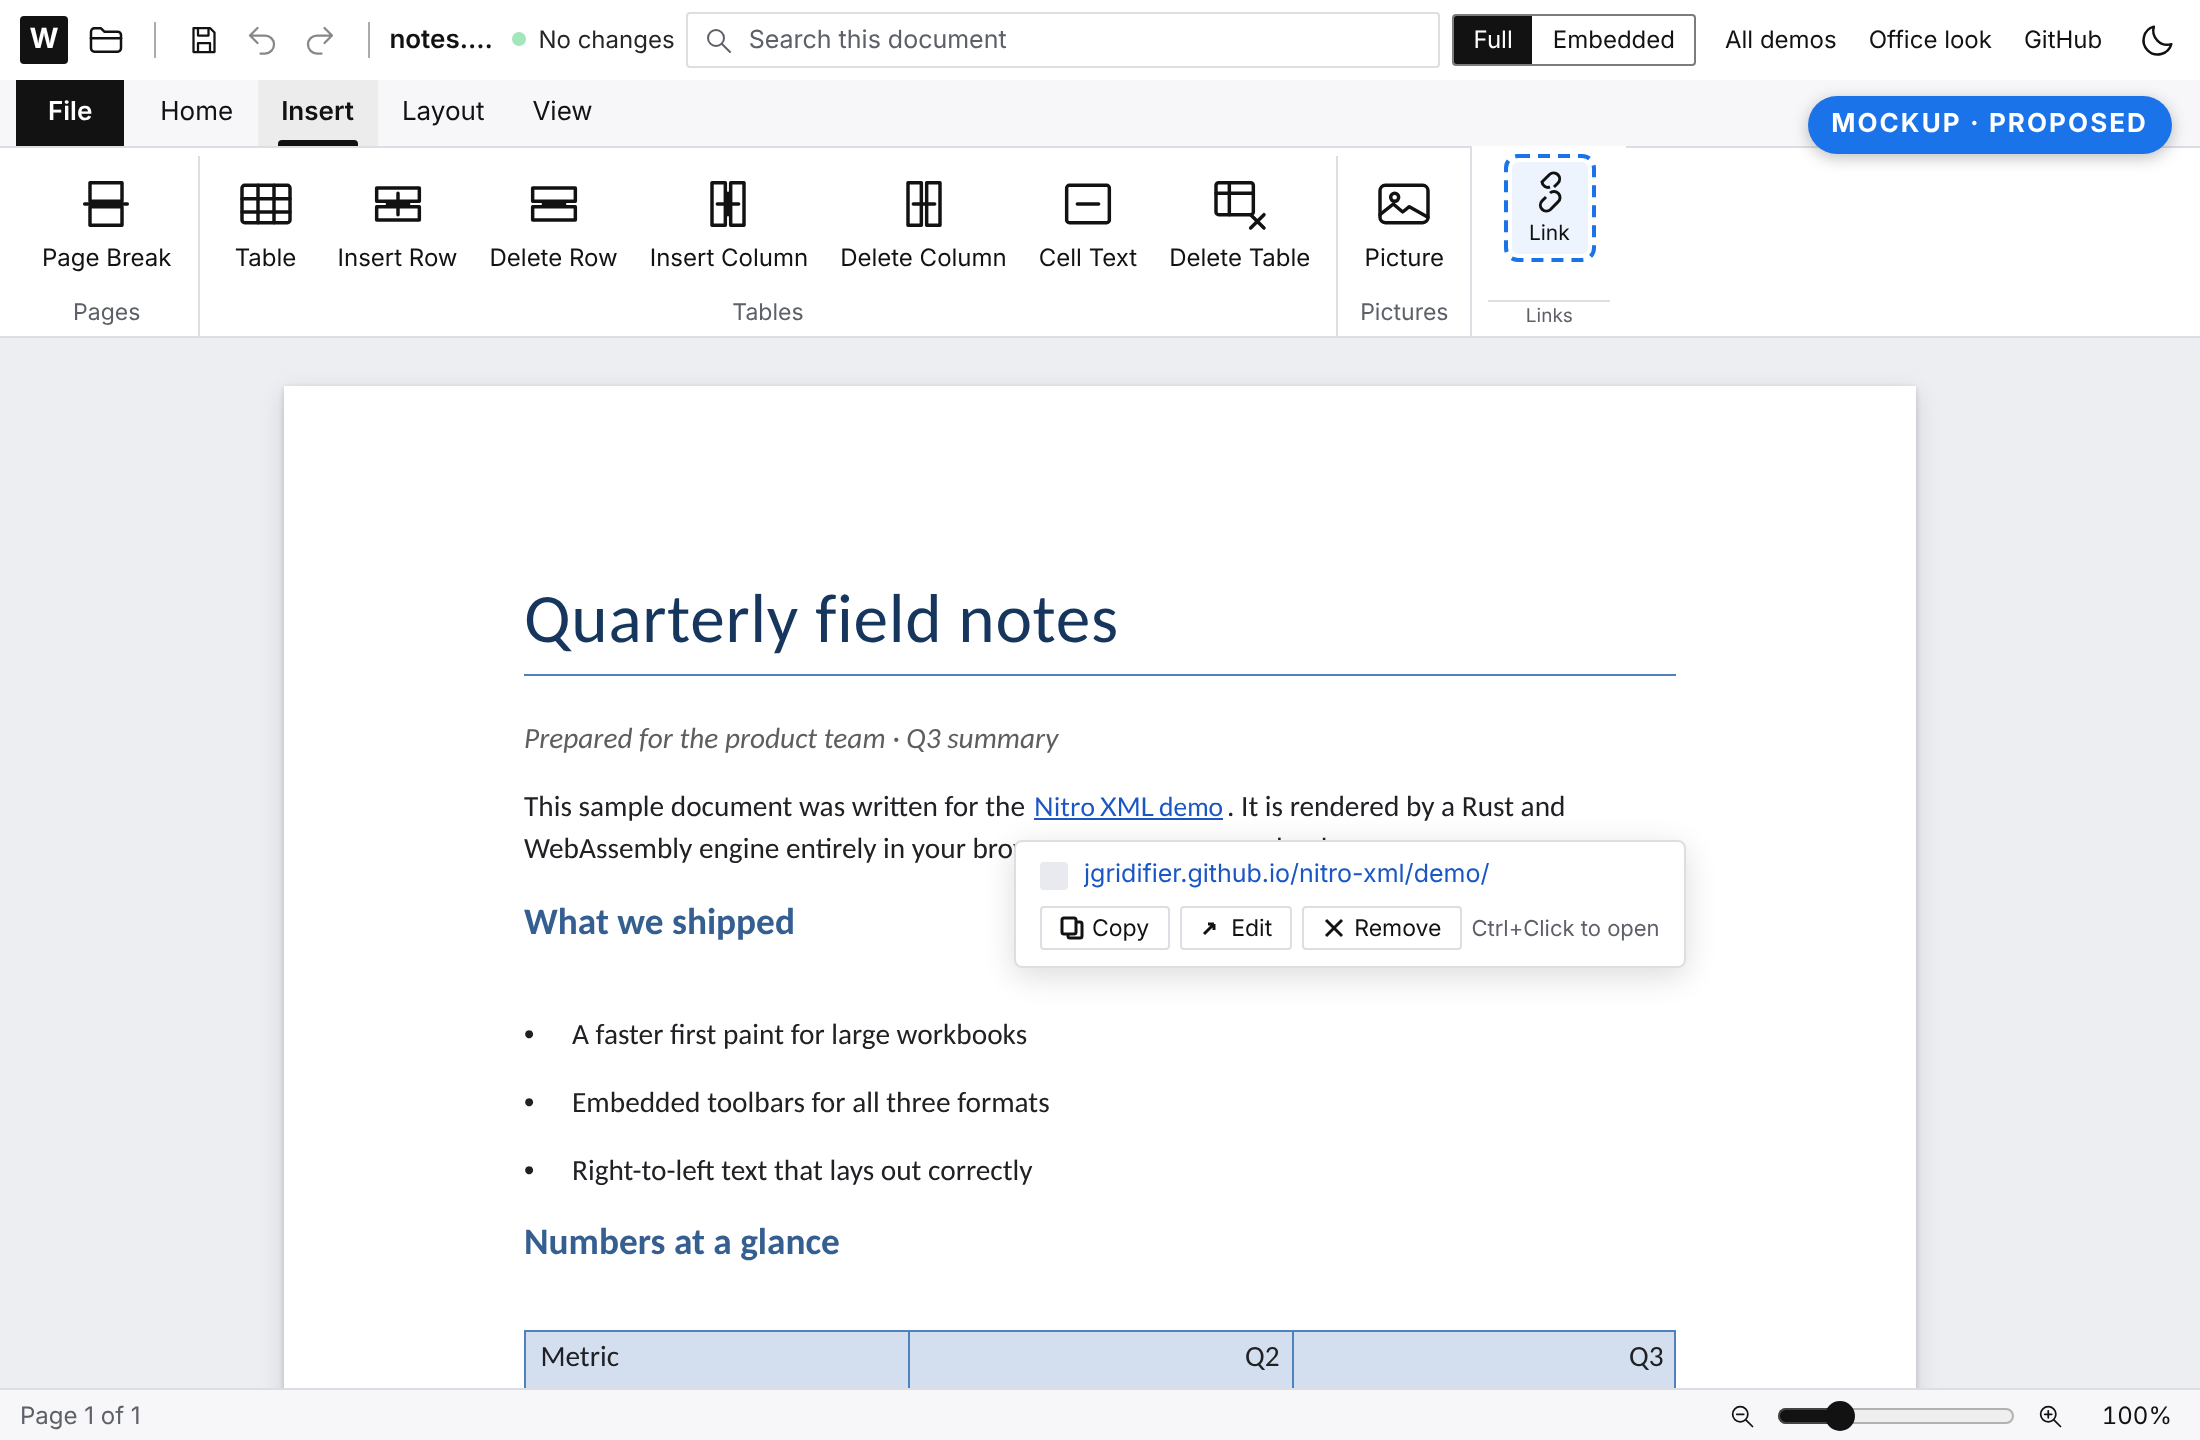 W notes.... No changes Search this document Full Embedded All demos Office look GitHub
File Home Insert Layout View MOCKUP · PROPOSED
Page Break Table Insert Row Delete Row Insert Column Delete Column Cell Text Delete Table Picture Link
Pages Tables Pictures Links
Quarterly field notes
Prepared for the product team · Q3 summary
This sample document was written for the Nitro XML demo. It is rendered by a Rust and
WebAssembly engine entirely in your
jgridifier.github.io/nitro-xml/demo/
Copy Edit Remove Ctrl+Click to open
What we shipped
• A faster first paint for large workbooks
• Embedded toolbars for all three formats
• Right-to-left text that lays out correctly
Numbers at a glance
Metric Q2 Q3
Page 1 of 1 100%